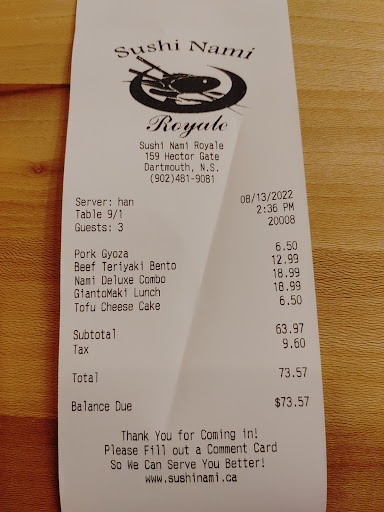 Sushi Nami
Royale
Sushi Nami Royale
159 Hector Gate
Dartmouth, N.S.
(902)481-9081
Server: han 08/13/2022
Table 9/1 2:36 PM
Guests: 3 20008
Pork Gyoza 6.50
Beef Teriyaki Bento 12.99
Nami Deluxe Combo 18.99
GiantoMaki Lunch 18.99
Tofu Cheese Cake 6.50
Subtotal 63.97
Tax 9.60
Total 73.57
Balance Due $73.57
Thank You for Coming in!
Please Fill out a Comment Card
So We Can Serve You Better!
www.sushinami.ca